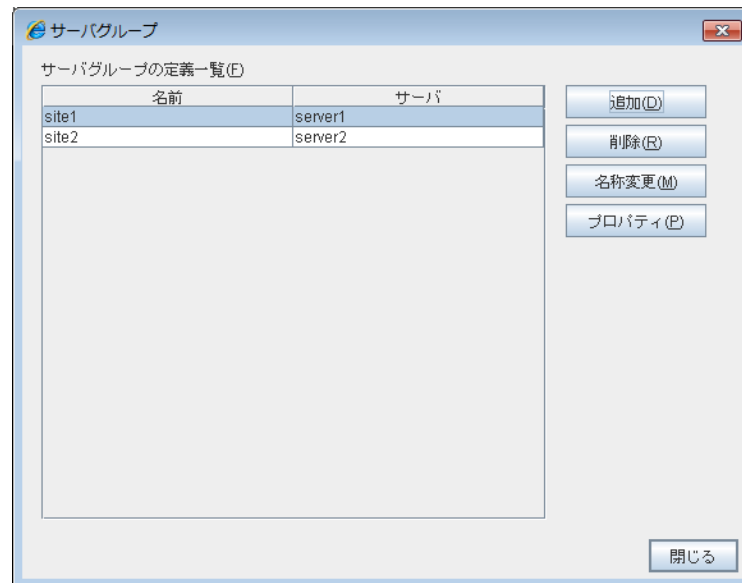 サーバグループ
サーバグループの定義一覧(F)
名前 サーバ
site1 server1
site2 server2
追加(D)
削除(R)
名称変更(M)
プロパティ(P)
閉じる